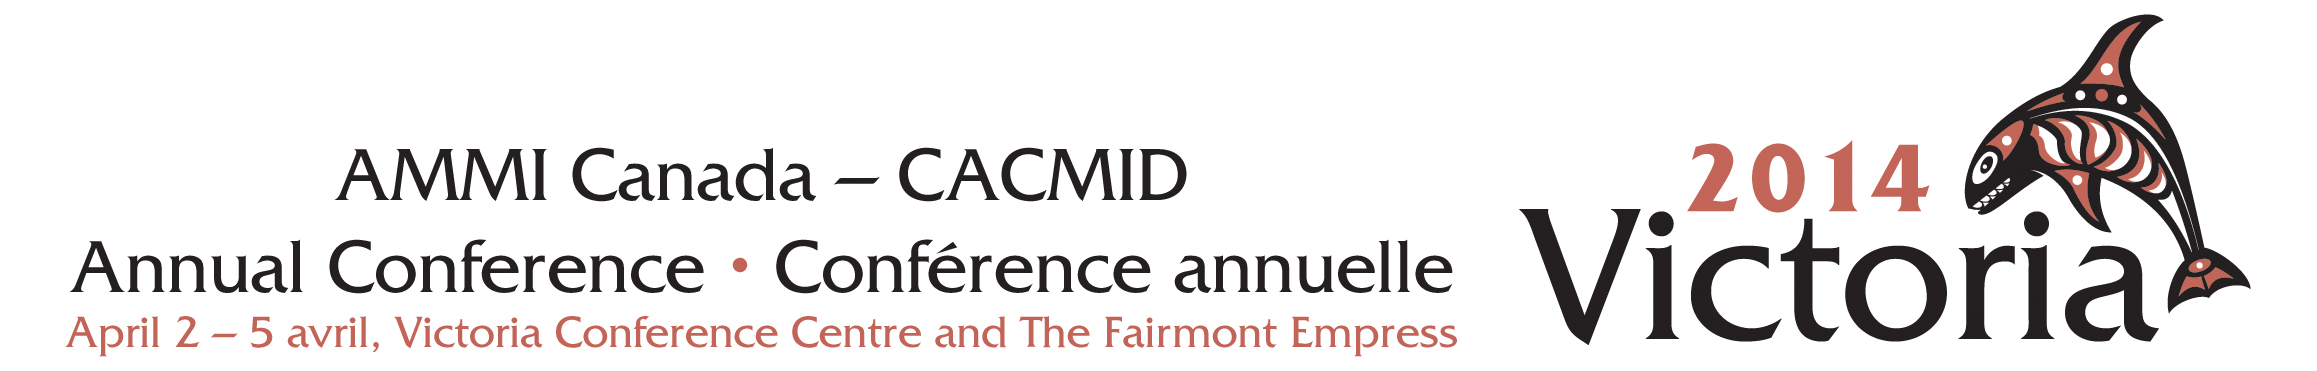 AMMI Canada – CACMID
Annual Conference • Conférence annuelle
April 2 – 5 avril, Victoria Conference Centre and The Fairmont Empress
2014
Victoria